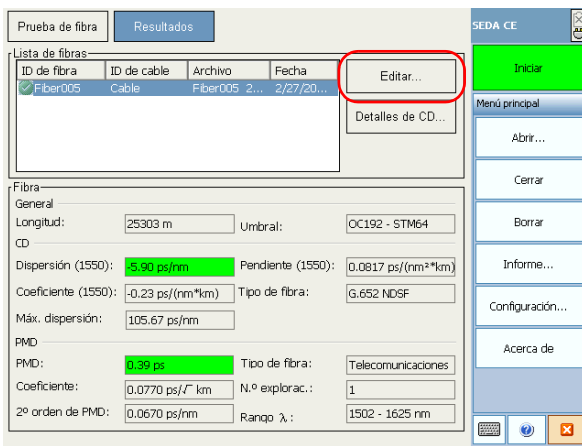 Prueba de fibra Resultados SEDA CE
Lista de fibras
ID de fibra ID de cable Archivo Fecha
Fiber005 Cable Fiber005 2... 2/27/20...
Editar...
Detalles de CD...
Fibra
General
Longitud: 25303 m Umbral: OC192 - STM64
CD
Dispersión (1550): -5.90 ps/nm Pendiente (1550): 0.0817 ps/(nm²*km)
Coeficiente (1550): -0.23 ps/(nm*km) Tipo de fibra: G.652 NDSF
Máx. dispersión: 105.67 ps/nm
PMD
PMD: 0.39 ps Tipo de fibra: Telecomunicaciones
Coeficiente: 0.0770 ps/√ km N.º explorac.: 1
2º orden de PMD: 0.0670 ps/nm Rango λ: 1502 - 1625 nm
Iniciar
Menú principal
Abrir...
Cerrar
Borrar
Informe...
Configuración...
Acerca de